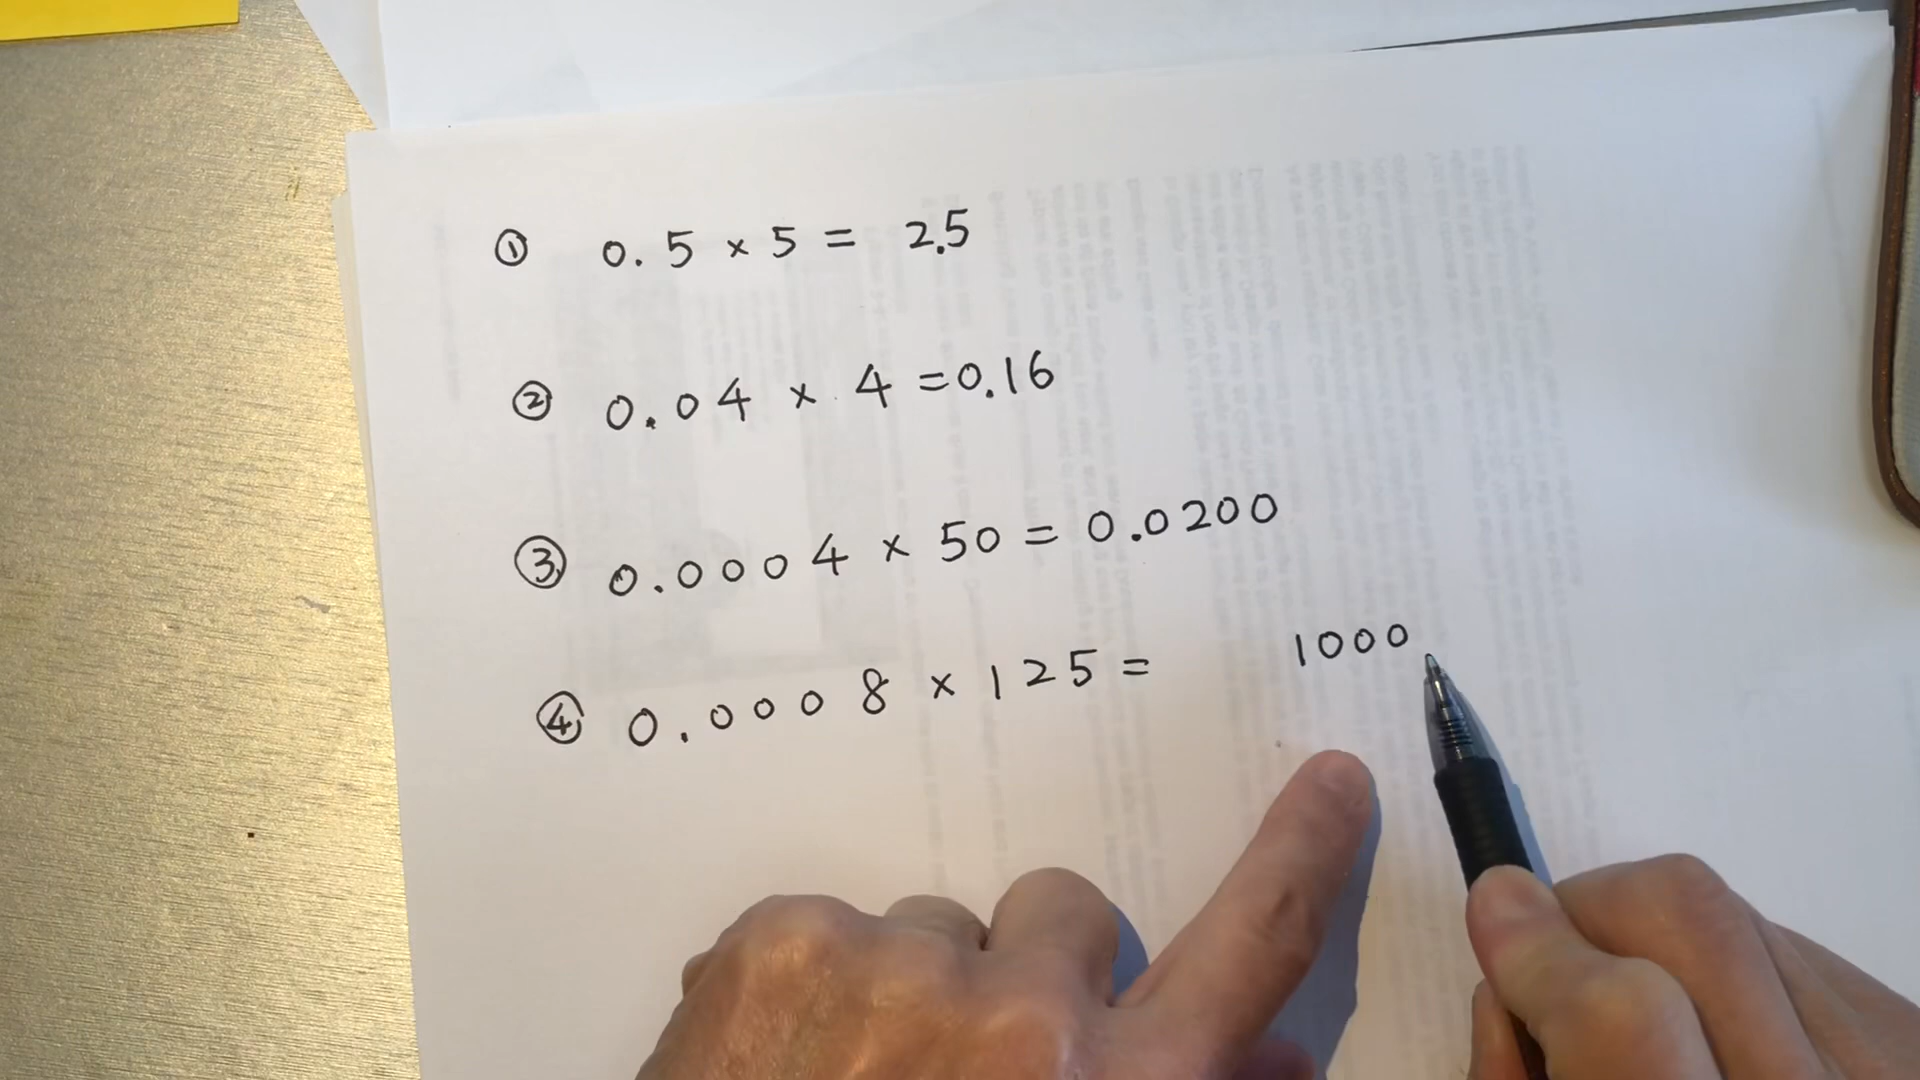 ① 0.5 × 5 = 2.5
② 0.04 × 4 = 0.16
③ 0.0004 × 50 = 0.0200
④ 0.0008 × 125 = 1000